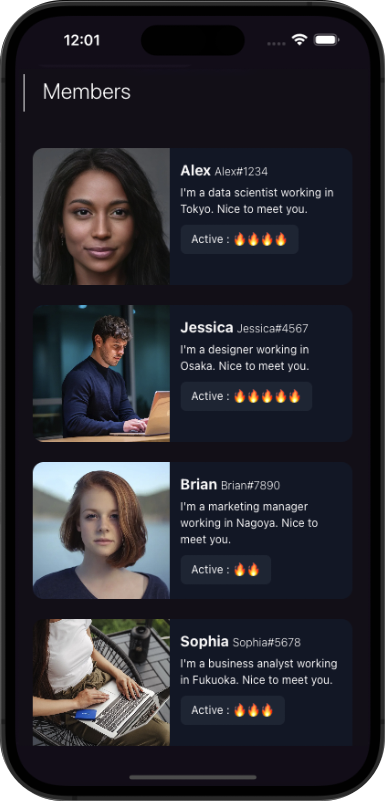 12:01
Members
Alex Alex#1234
I'm a data scientist working in
Tokyo. Nice to meet you.
Active : 🔥🔥🔥🔥
Jessica Jessica#4567
I'm a designer working in
Osaka. Nice to meet you.
Active : 🔥🔥🔥🔥🔥
Brian Brian#7890
I'm a marketing manager
working in Nagoya. Nice to
meet you.
Active : 🔥🔥
Sophia Sophia#5678
I'm a business analyst working
in Fukuoka. Nice to meet you.
Active : 🔥🔥🔥